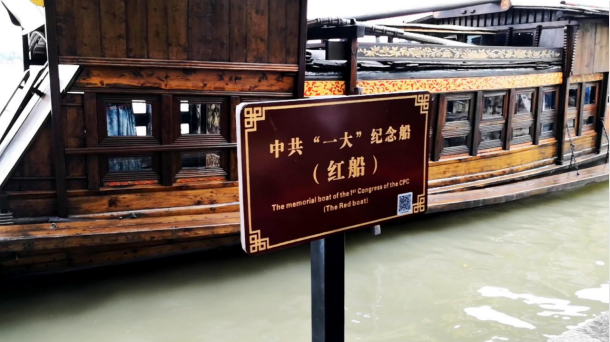 中共“一大”纪念船
（红船）
The memorial boat of the 1st Congress of the CPC
(The Red boat)